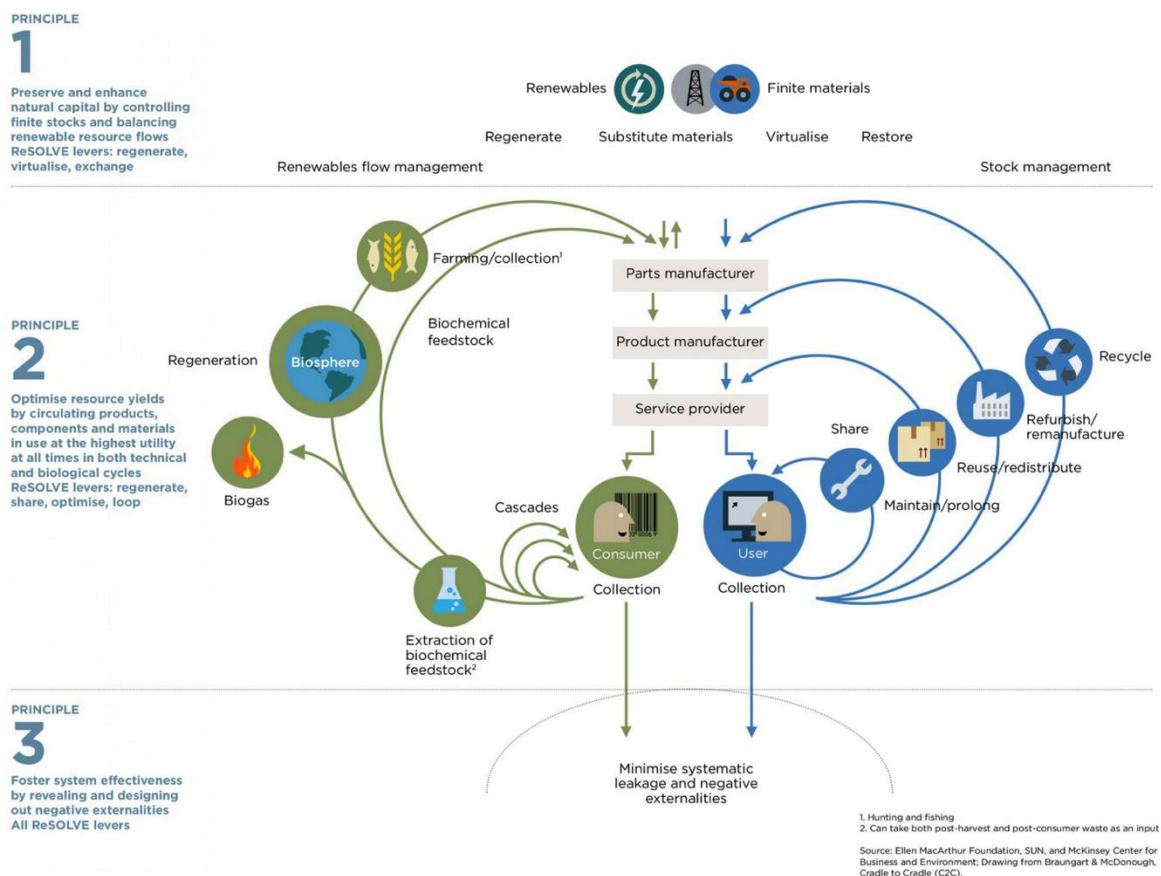 PRINCIPLE
1
Preserve and enhance
natural capital by controlling
finite stocks and balancing
renewable resource flows
ReSOLVE levers: regenerate,
virtualise, exchange
Renewables
Finite materials
Regenerate
Substitute materials
Virtualise
Restore
Renewables flow management
Stock management
PRINCIPLE
2
Optimise resource yields
by circulating products,
components and materials
in use at the highest utility
at all times in both technical
and biological cycles
ReSOLVE levers: regenerate,
share, optimise, loop
Farming/collection¹
Biochemical
feedstock
Regeneration
Biosphere
Biogas
Cascades
Extraction of
biochemical
feedstock²
Parts manufacturer
Product manufacturer
Service provider
Consumer
Collection
User
Collection
Share
Maintain/prolong
Reuse/redistribute
Refurbish/
remanufacture
Recycle
PRINCIPLE
3
Foster system effectiveness
by revealing and designing
out negative externalities
All ReSOLVE levers
Minimise systematic
leakage and negative
externalities
1. Hunting and fishing
2. Can take both post-harvest and post-consumer waste as an input
Source: Ellen MacArthur Foundation, SUN, and McKinsey Center for
Business and Environment; Drawing from Braungart & McDonough,
Cradle to Cradle (C2C).